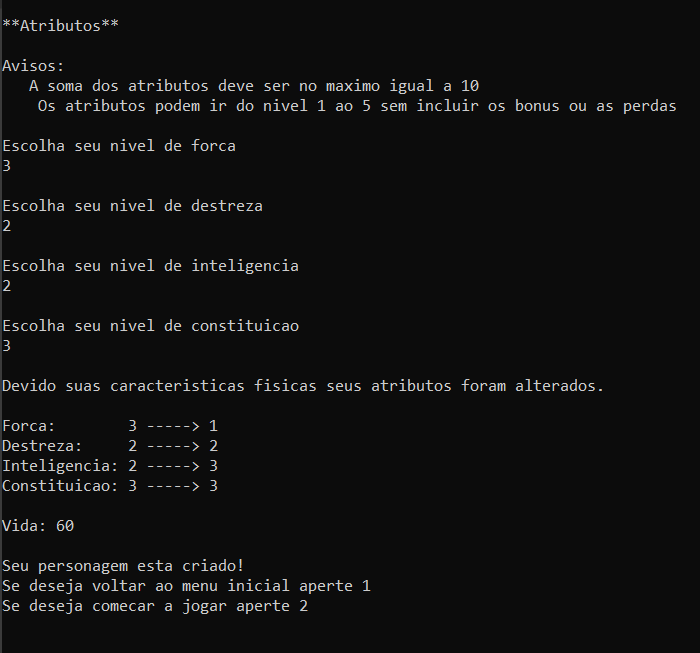 **Atributos**
Avisos:
A soma dos atributos deve ser no maximo igual a 10
Os atributos podem ir do nivel 1 ao 5 sem incluir os bonus ou as perdas
Escolha seu nivel de forca
3
Escolha seu nivel de destreza
2
Escolha seu nivel de inteligencia
2
Escolha seu nivel de constituicao
3
Devido suas caracteristicas fisicas seus atributos foram alterados.
Forca: 3 -----> 1
Destreza: 2 -----> 2
Inteligencia: 2 -----> 3
Constituicao: 3 -----> 3
Vida: 60
Seu personagem esta criado!
Se deseja voltar ao menu inicial aperte 1
Se deseja comecar a jogar aperte 2